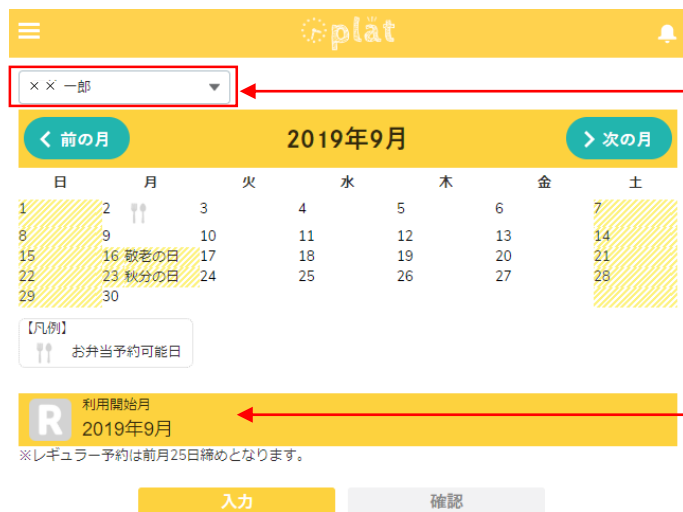 plät
×× 一郎
前の月 2019年9月 次の月
日 月 火 水 木 金 土
1 2 3 4 5 6 7
8 9 10 11 12 13 14
15 16 敬老の日 17 18 19 20 21
22 23 秋分の日 24 25 26 27 28
29 30
【凡例】
お弁当予約可能日
R 利用開始月
2019年9月
※レギュラー予約は前月25日締めとなります。
入力 確認